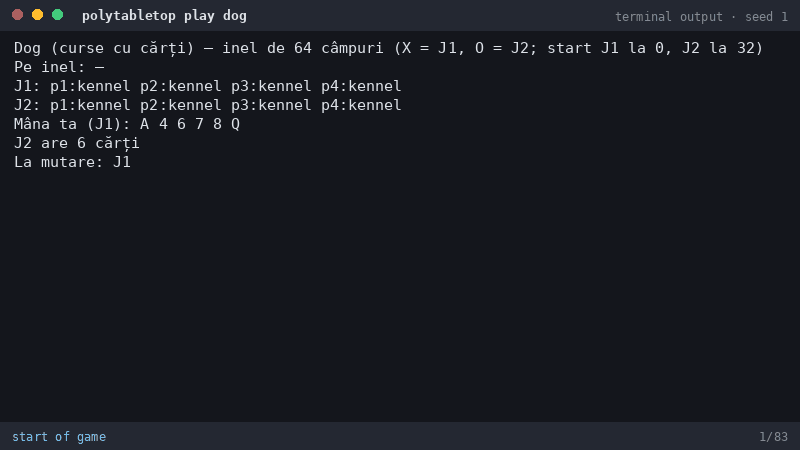 polytabletop play dog
terminal output · seed 1
Dog (curse cu cărți) — inel de 64 câmpuri (X = J1, O = J2; start J1 la 0, J2 la 32)
Pe inel: —
J1: p1:kennel p2:kennel p3:kennel p4:kennel
J2: p1:kennel p2:kennel p3:kennel p4:kennel
Mâna ta (J1): A 4 6 7 8 Q
J2 are 6 cărți
La mutare: J1
start of game
1/83